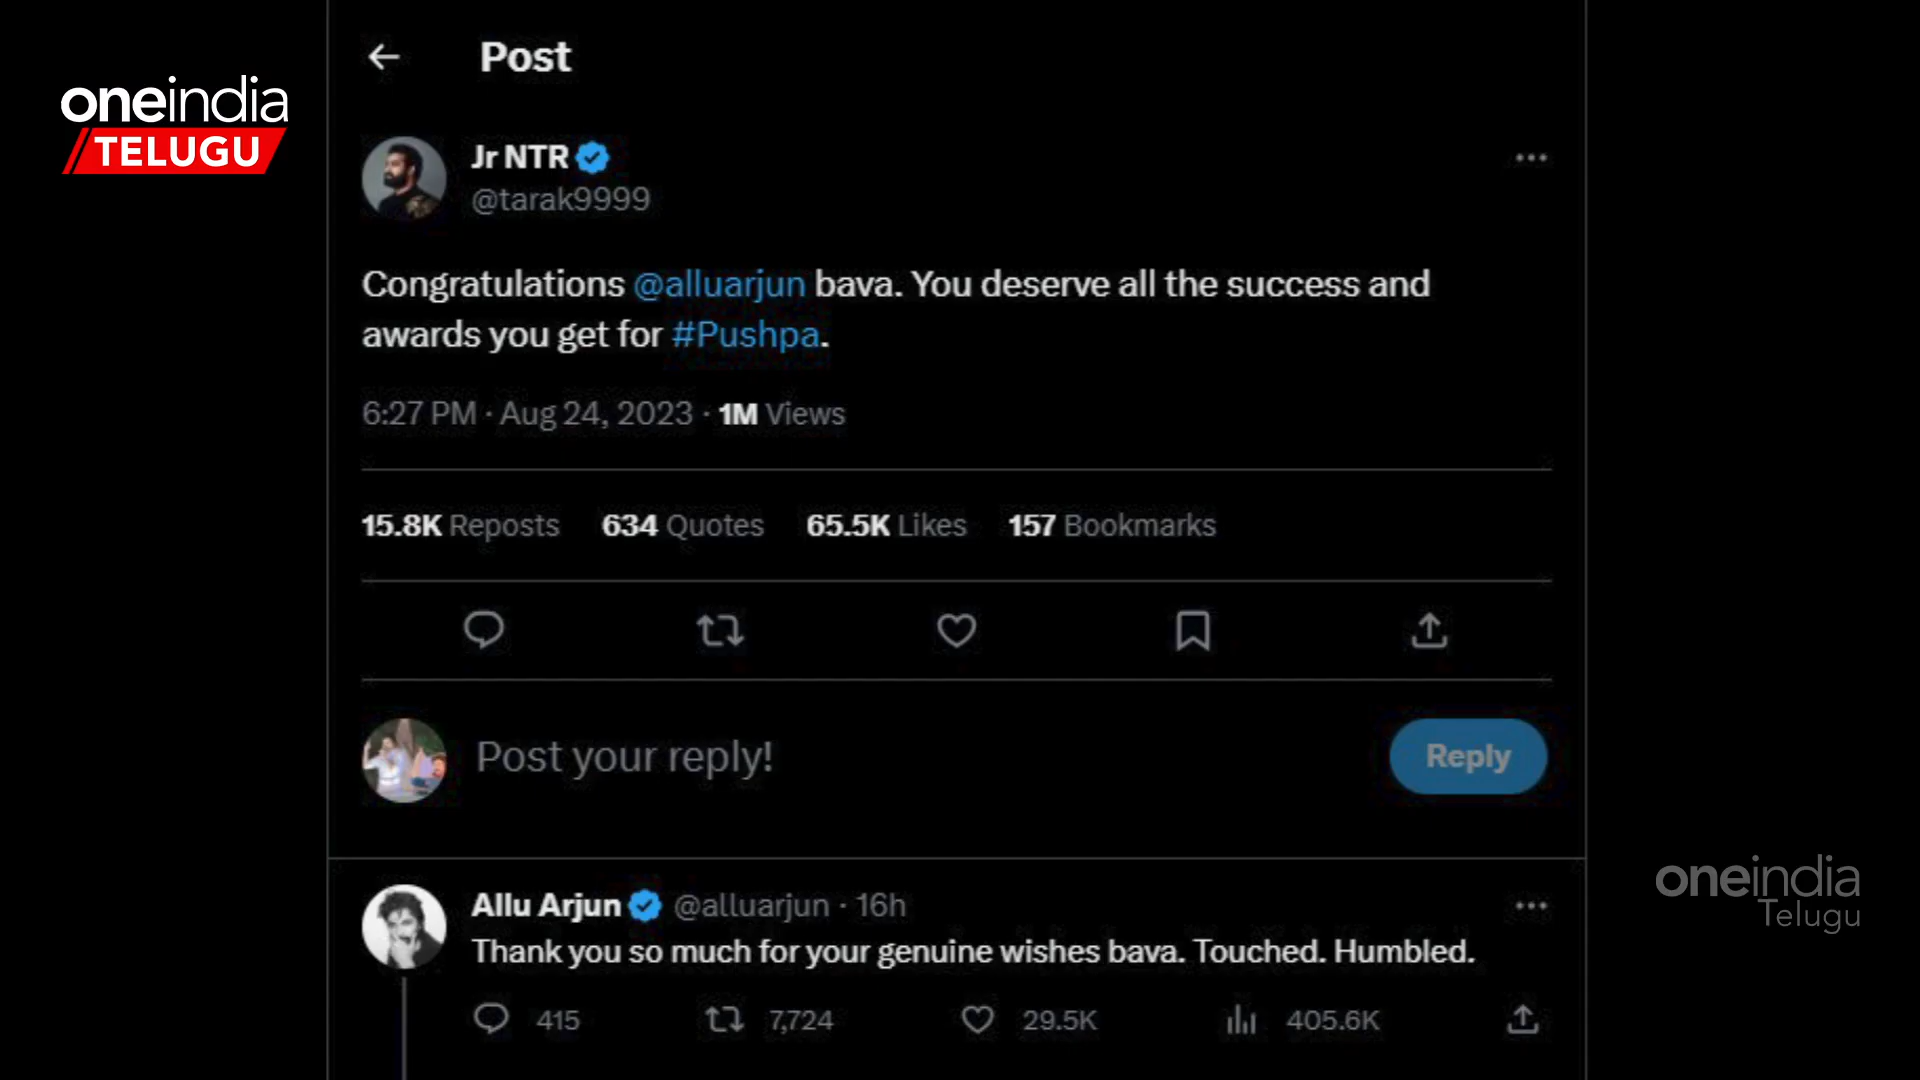 oneindia
TELUGU
Post
Jr NTR
@tarak9999
Congratulations @alluarjun bava. You deserve all the success and
awards you get for #Pushpa.
6:27 PM · Aug 24, 2023 · 1M Views
15.8K Reposts 634 Quotes 65.5K Likes 157 Bookmarks
Post your reply!
Reply
Allu Arjun @alluarjun · 16h
Thank you so much for your genuine wishes bava. Touched. Humbled.
415 7,724 29.5K 405.6K
oneindia
Telugu